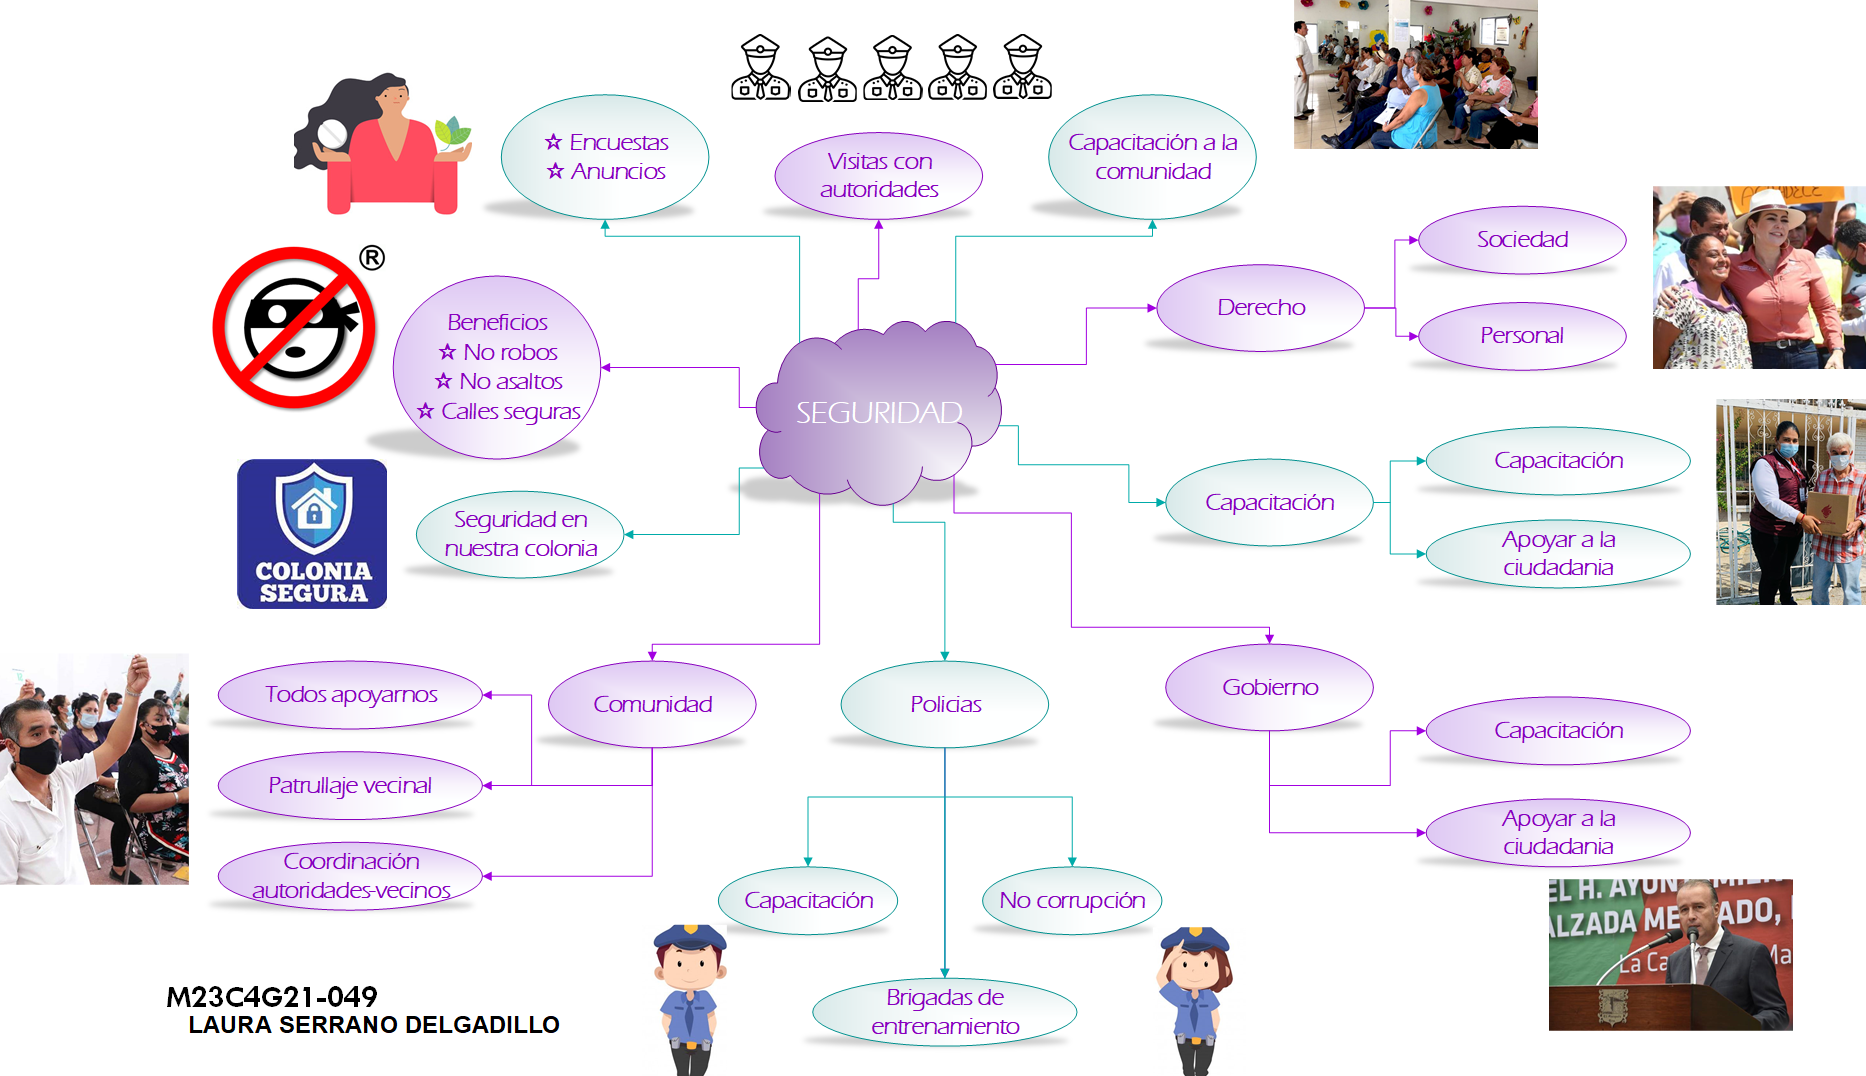 ☆ Encuestas
☆ Anuncios
Visitas con
autoridades
Capacitación a la
comunidad
®
Beneficios
☆ No robos
☆ No asaltos
☆ Calles seguras
Derecho
Sociedad
Personal
SEGURIDAD
Capacitación
Capacitación
Apoyar a la
ciudadania
COLONIA
SEGURA
Seguridad en
nuestra colonia
Todos apoyarnos
Patrullaje vecinal
Coordinación
autoridades-vecinos
Comunidad
Policias
Gobierno
Capacitación
Apoyar a la
ciudadania
Capacitación
No corrupción
Brigadas de
entrenamiento
EL H. AYUNTAMIEN
ALZADA ME ADO,
La Ca Ma
M23C4G21-049
LAURA SERRANO DELGADILLO